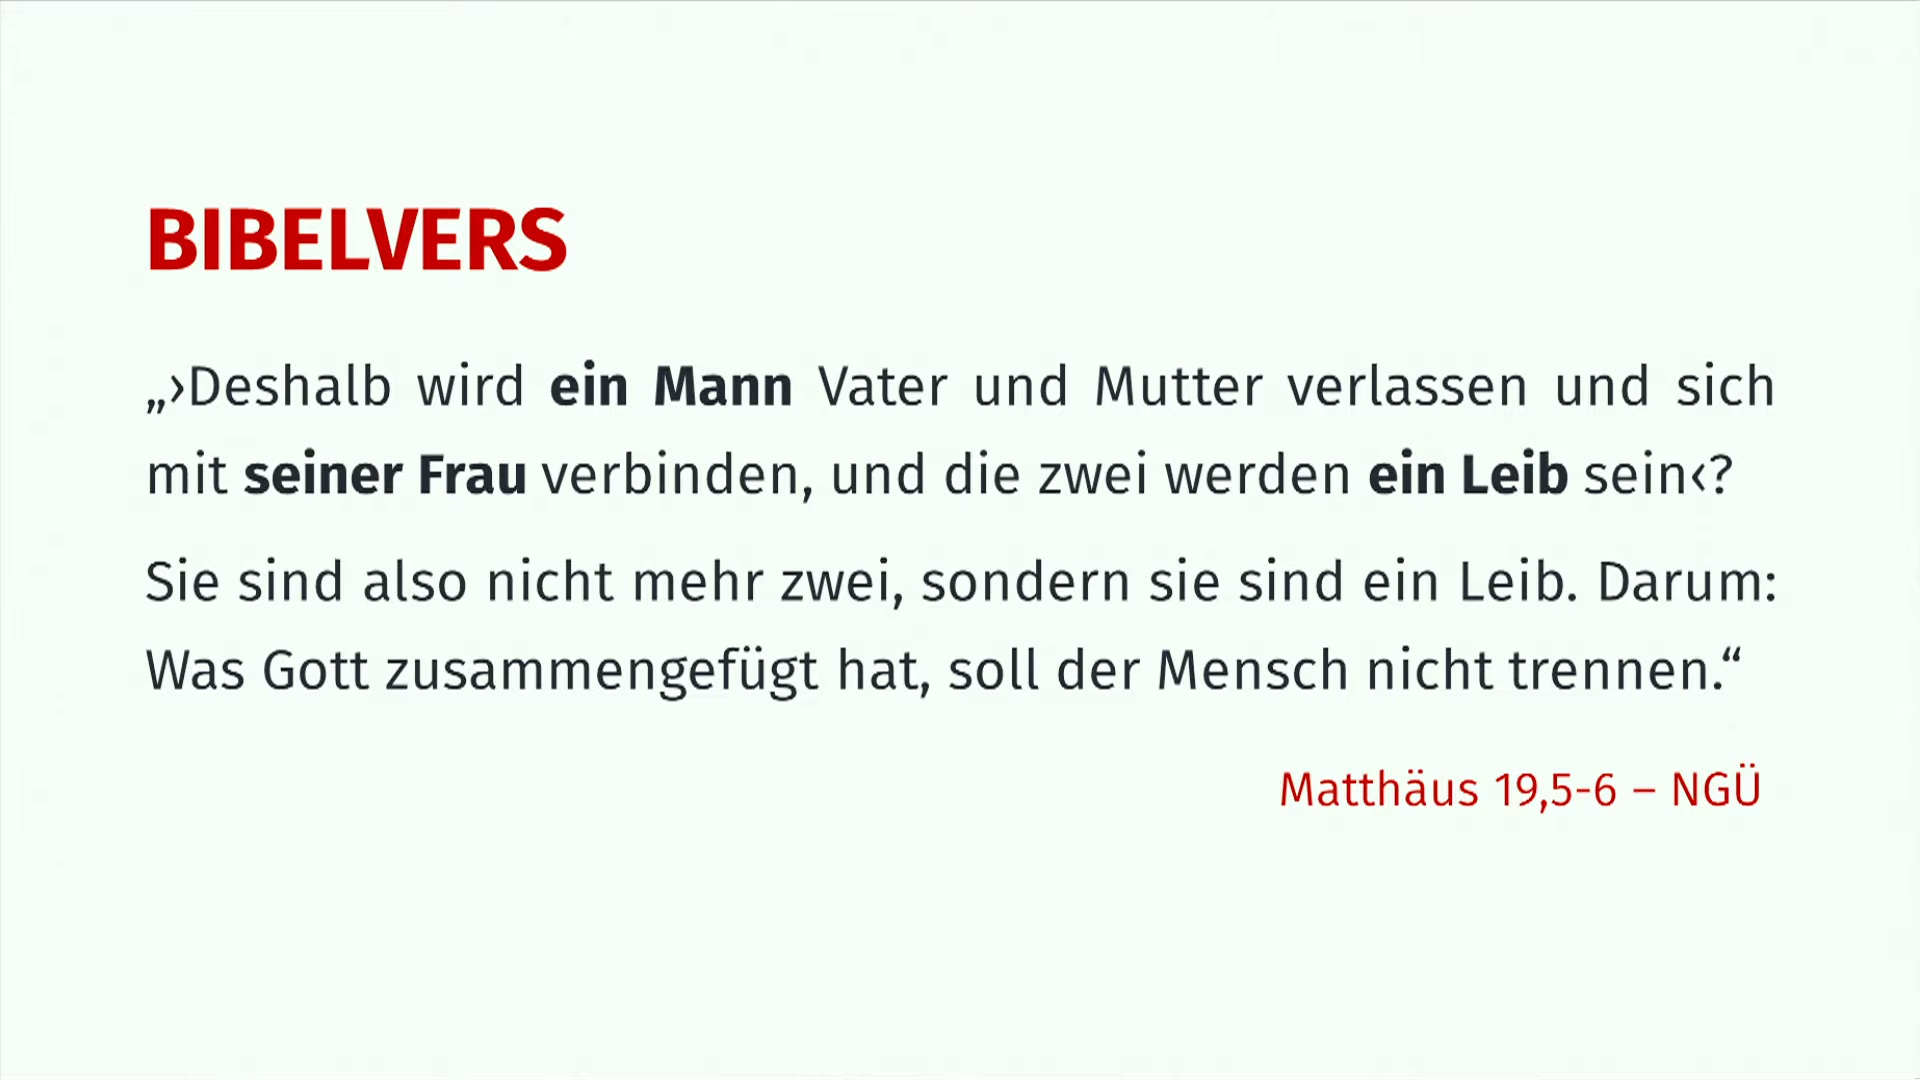 BIBELVERS
„›Deshalb wird ein Mann Vater und Mutter verlassen und sich
mit seiner Frau verbinden, und die zwei werden ein Leib sein‹?
Sie sind also nicht mehr zwei, sondern sie sind ein Leib. Darum:
Was Gott zusammengefügt hat, soll der Mensch nicht trennen.“
Matthäus 19,5-6 – NGÜ